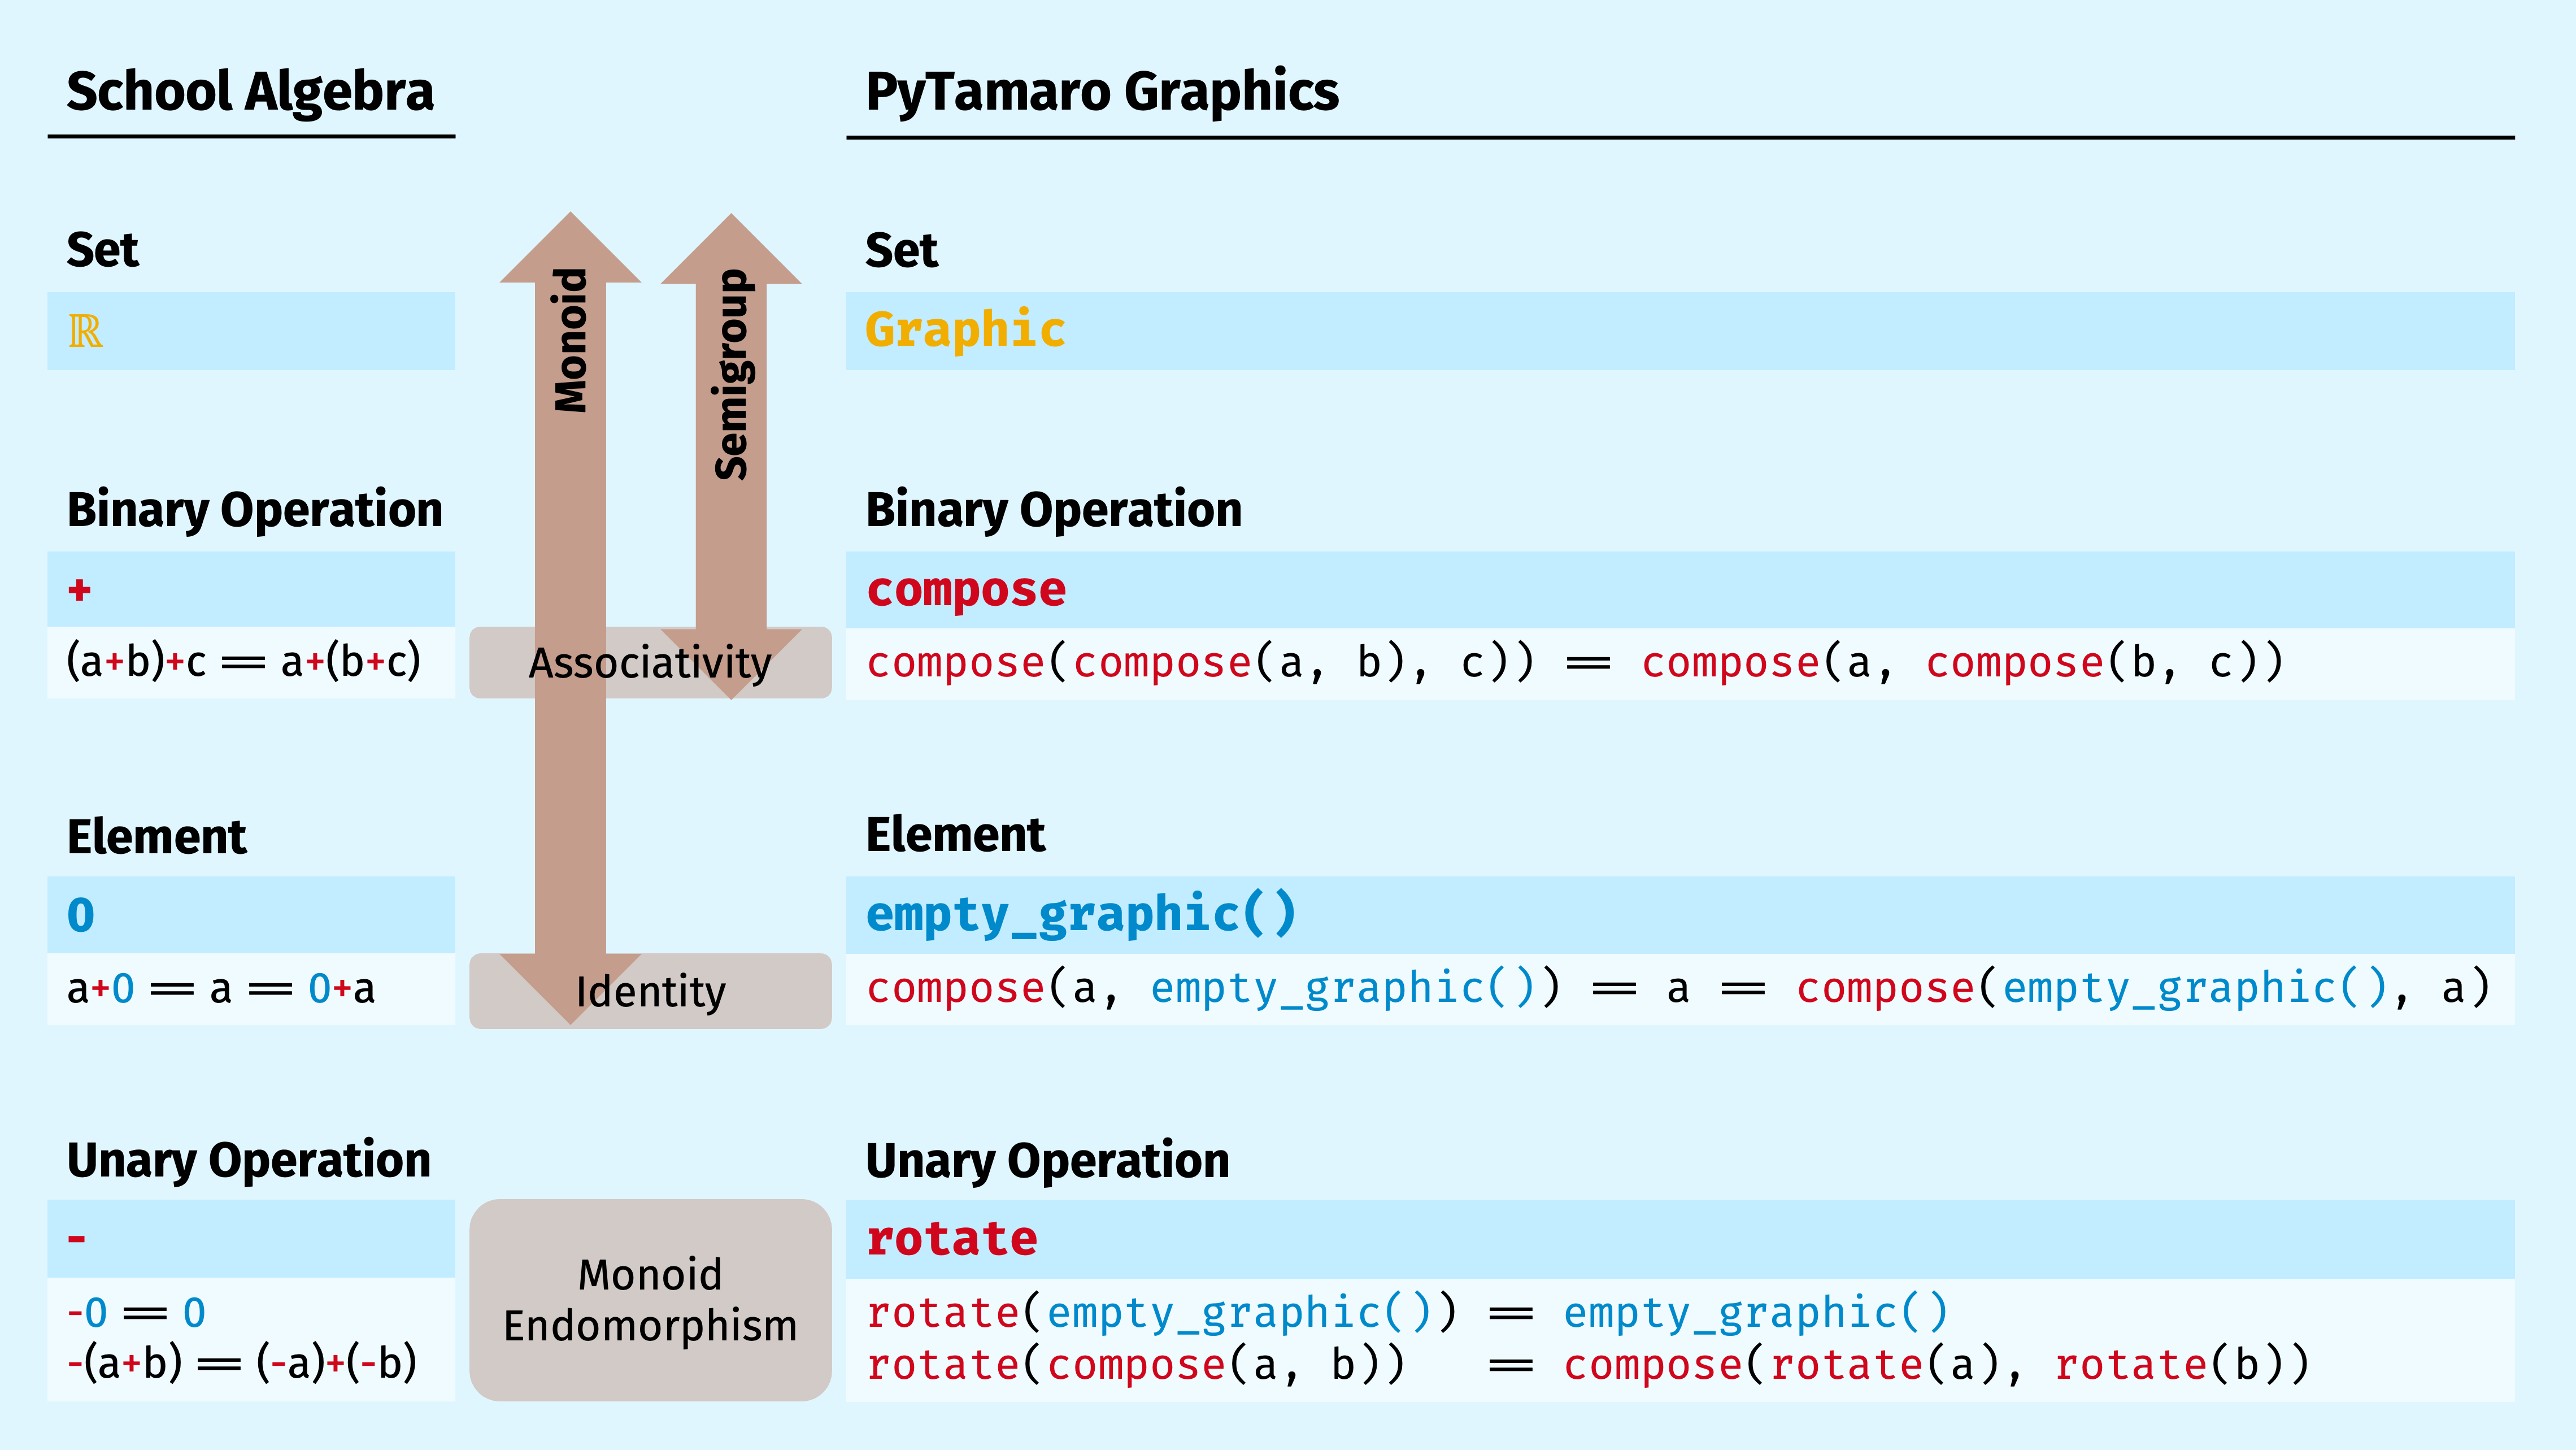 School Algebra
PyTamaro Graphics
Set
Monoid
Semigroup
Set
ℝ
Graphic
Binary Operation
Binary Operation
+
compose
(a+b)+c == a+(b+c)
Associativity
compose(compose(a, b), c)) == compose(a, compose(b, c))
Element
Element
0
empty_graphic()
a+0 == a == 0+a
Identity
compose(a, empty_graphic()) == a == compose(empty_graphic(), a)
Unary Operation
Unary Operation
-
rotate
-0 == 0
-(a+b) == (-a)+(-b)
Monoid
Endomorphism
rotate(empty_graphic()) == empty_graphic()
rotate(compose(a, b)) == compose(rotate(a), rotate(b))